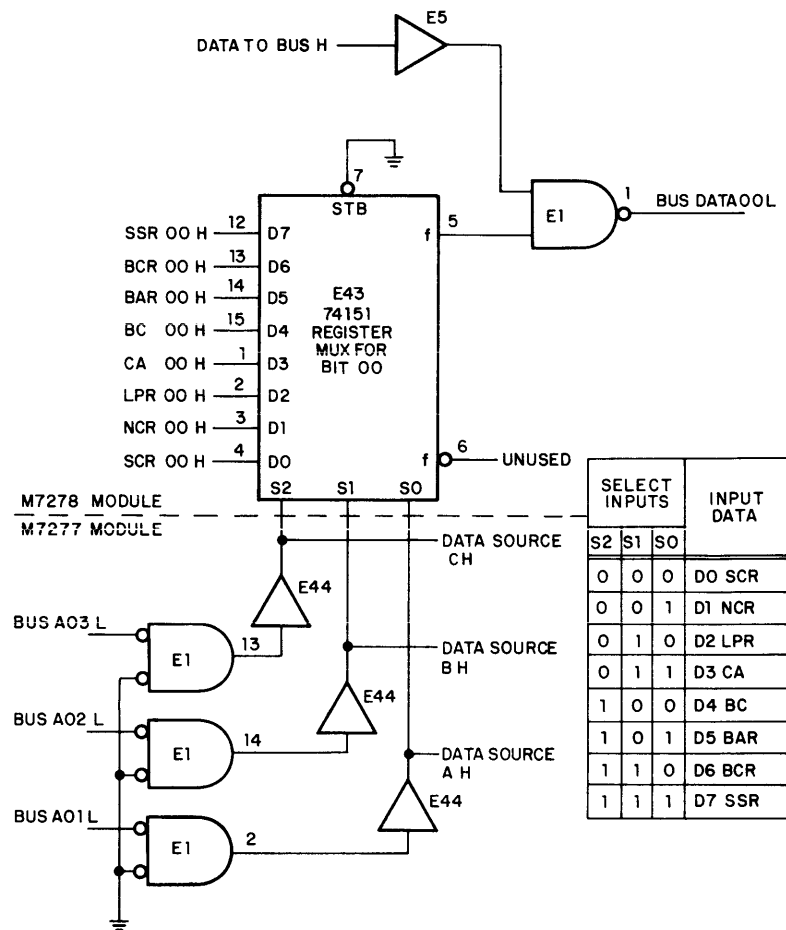 E5
DATA TO BUS H
7
STB
1
BUS DATA00L
E1
SSR 00 H 12 D7
f 5
BCR 00 H 13 D6
BAR 00 H 14 D5
E43
74151
REGISTER
MUX FOR
BIT 00
BC 00 H 15 D4
CA 00 H 1 D3
LPR 00 H 2 D2
NCR 00 H 3 D1
SCR 00 H 4 D0
f 6 UNUSED
S2 S1 S0
M7278 MODULE
M7277 MODULE
DATA SOURCE
CH
E44
BUS A03 L
13
E1
DATA SOURCE
BH
E44
BUS A02 L
14
E1
DATA SOURCE
A H
E44
BUS A01L
2
E1
SELECT
INPUTS
INPUT
DATA
S2 S1 S0
0 0 0 D0 SCR
0 0 1 D1 NCR
0 1 0 D2 LPR
0 1 1 D3 CA
1 0 0 D4 BC
1 0 1 D5 BAR
1 1 0 D6 BCR
1 1 1 D7 SSR